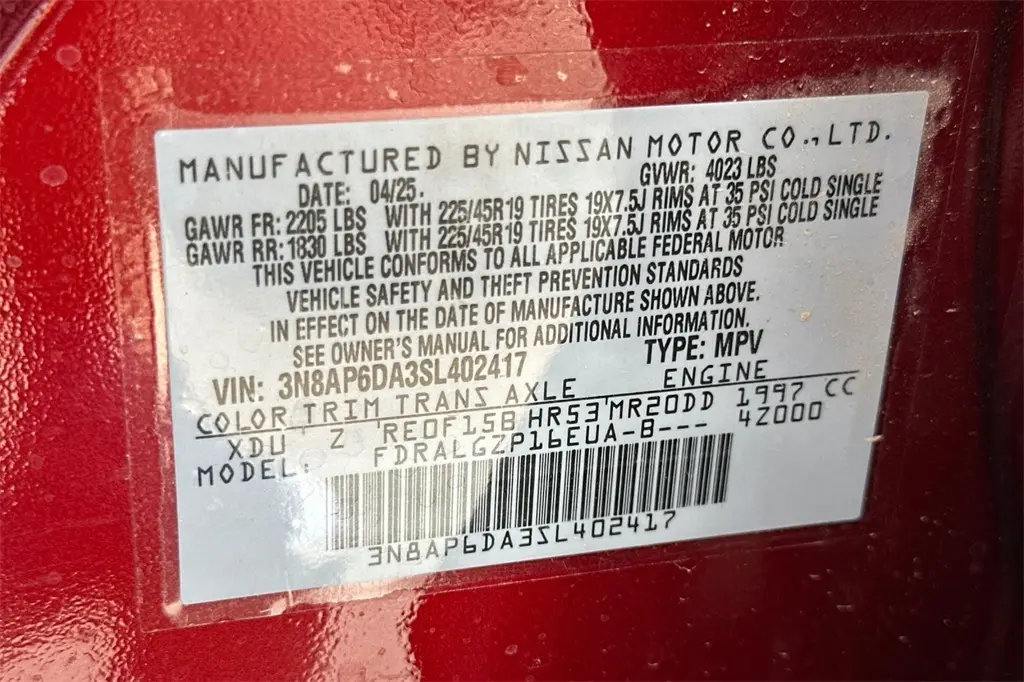 MANUFACTURED BY NISSAN MOTOR CO.,LTD.
DATE: 04/25. GVWR: 4023 LBS
GAWR FR: 2205 LBS WITH 225/45R19 TIRES 19X7.5J RIMS AT 35 PSI COLD SINGLE
GAWR RR: 1830 LBS WITH 225/45R19 TIRES 19X7.5J RIMS AT 35 PSI COLD SINGLE
THIS VEHICLE CONFORMS TO ALL APPLICABLE FEDERAL MOTOR
VEHICLE SAFETY AND THEFT PREVENTION STANDARDS
IN EFFECT ON THE DATE OF MANUFACTURE SHOWN ABOVE.
SEE OWNER'S MANUAL FOR ADDITIONAL INFORMATION.
VIN: 3N8AP6DA3SL402417 TYPE: MPV
COLOR TRIM TRANS AXLE ENGINE
XDU Z RE0F15B HR53 MR20DD 1997 CC
MODEL: FDRALGZP16EUA-B--- 4Z000
3N8AP6DA3SL402417